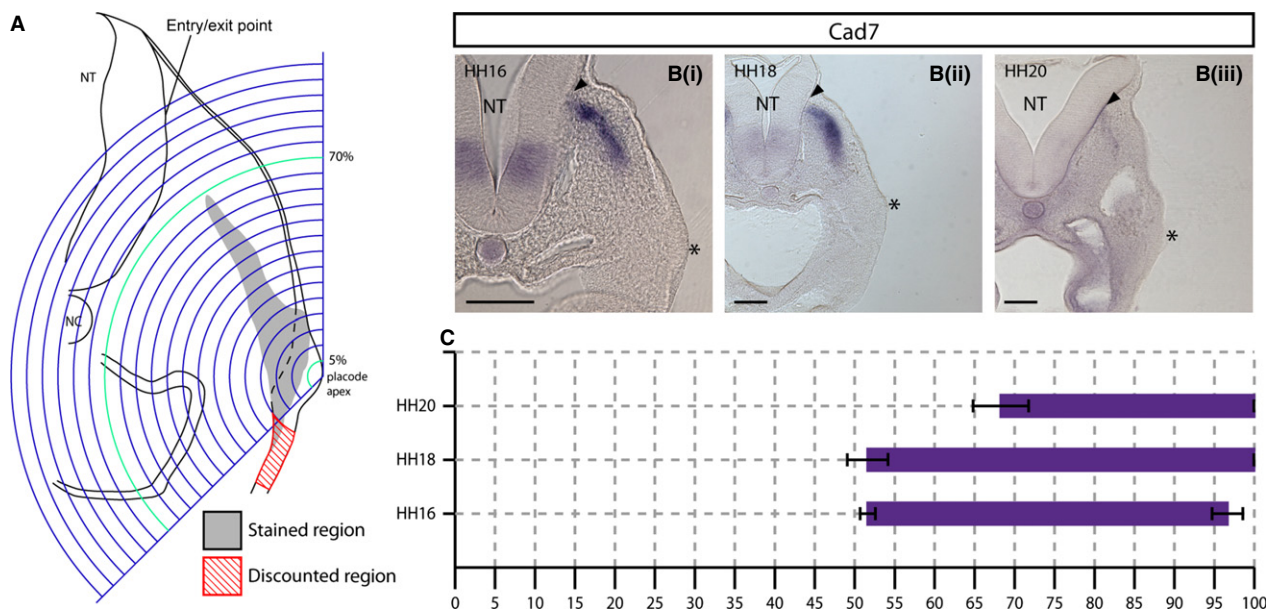 A
Entry/exit point
NT
70%
NC
5%
placode
apex
Stained region
Discounted region
Cad7
HH16
B(i)
NT
*
HH18
B(ii)
NT
*
HH20
B(iii)
NT
*
C
HH20
HH18
HH16
0 5 10 15 20 25 30 35 40 45 50 55 60 65 70 75 80 85 90 95 100